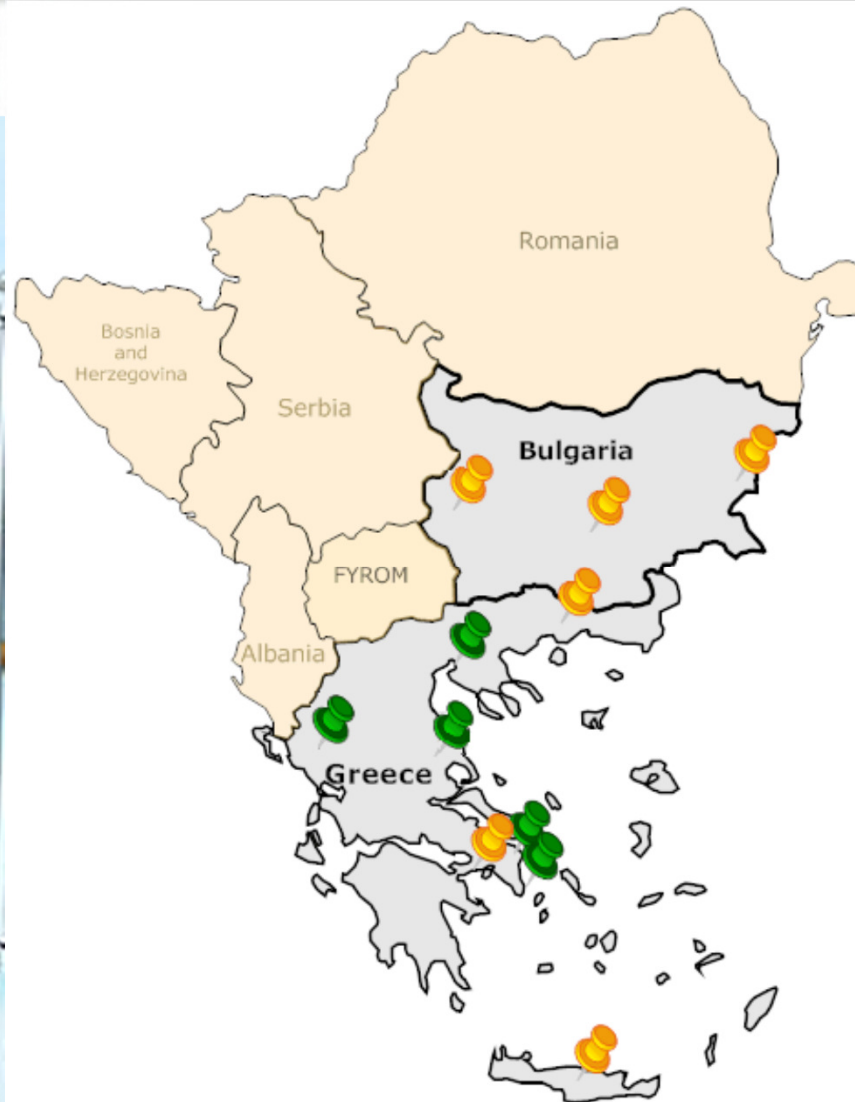 Romania
Bosnia
and
Herzegovina
Serbia
Bulgaria
FYROM
Albania
Greece